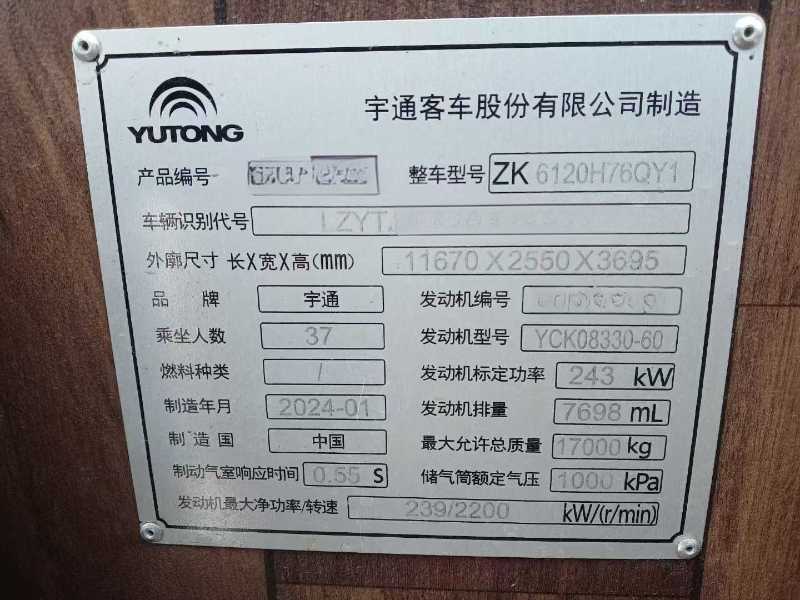 YUTONG
宇通客车股份有限公司制造
产品编号 整车型号 ZK 6120H76QY1
车辆识别代号 LZYT
外廓尺寸 长X宽X高(mm) 11670X2550X3695
品牌 宇通 发动机编号
乘坐人数 37 发动机型号 YCK08330-60
燃料种类 / 发动机标定功率 243 kW
制造年月 2024-01 发动机排量 7698 mL
制造国 中国 最大允许总质量 17000 kg
制动气室响应时间 0.55 S 储气筒额定气压 1000 kPa
发动机最大净功率/转速 239/2200 kW/(r/min)